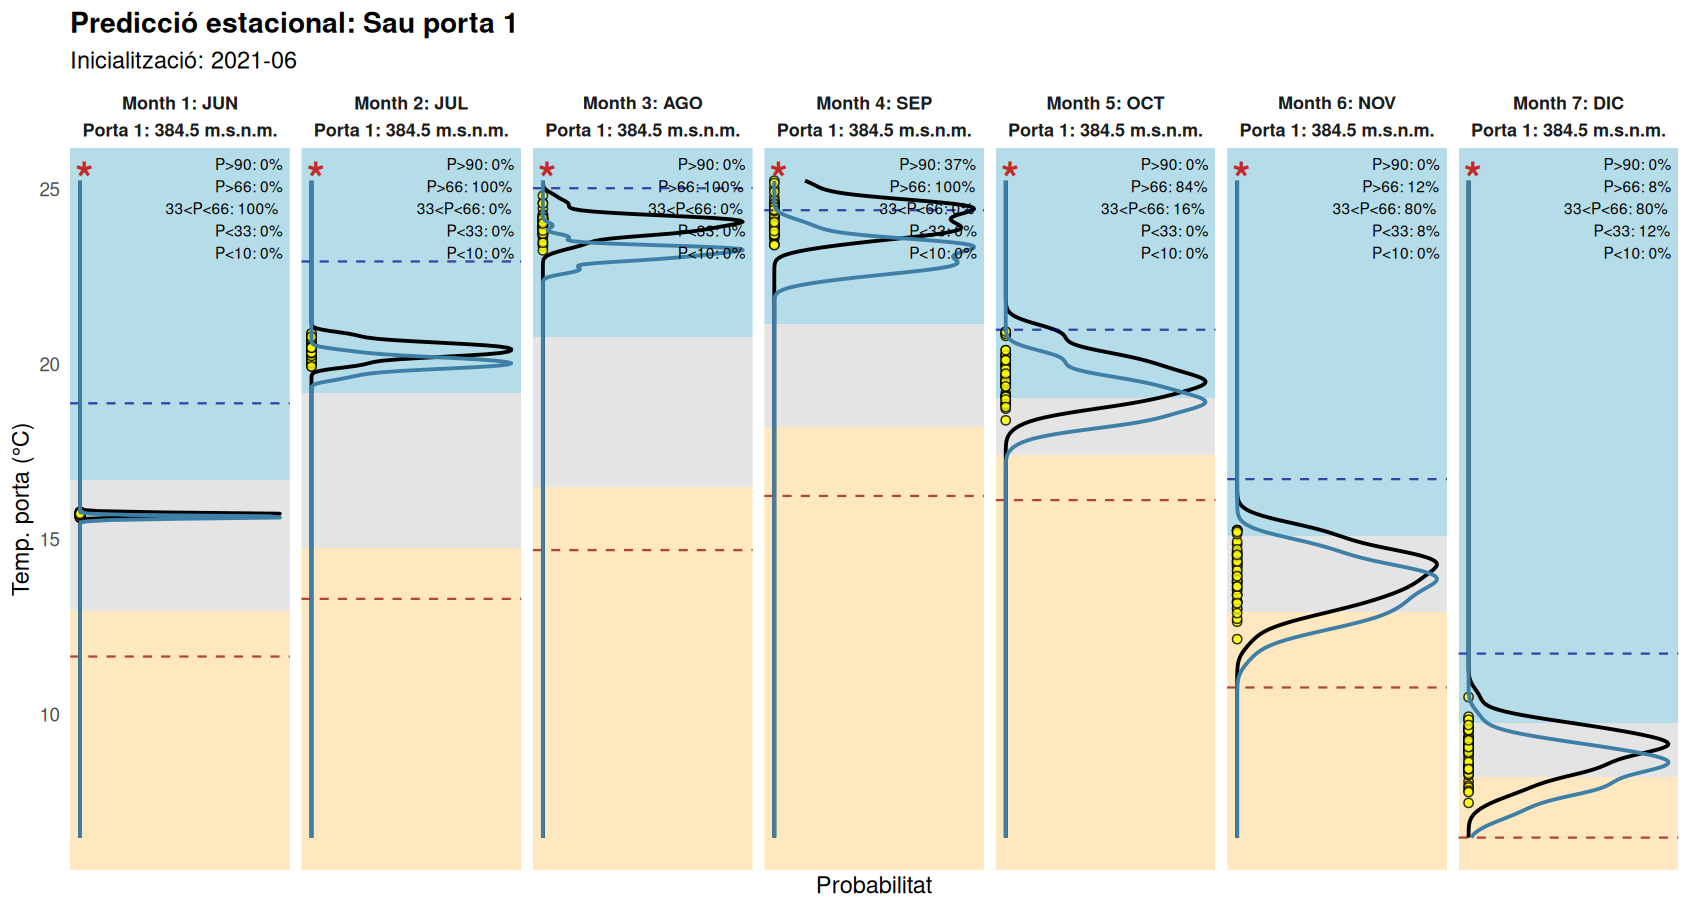 Predicció estacional: Sau porta 1
Inicialització: 2021-06
Month 1: JUN
Porta 1: 384.5 m.s.n.m.
Month 2: JUL
Porta 1: 384.5 m.s.n.m.
Month 3: AGO
Porta 1: 384.5 m.s.n.m.
Month 4: SEP
Porta 1: 384.5 m.s.n.m.
Month 5: OCT
Porta 1: 384.5 m.s.n.m.
Month 6: NOV
Porta 1: 384.5 m.s.n.m.
Month 7: DIC
Porta 1: 384.5 m.s.n.m.
Temp. porta (°C)
25
20
15
10
*
P>90: 0%
P>66: 0%
33<P<66: 100%
P<33: 0%
P<10: 0%
*
P>90: 0%
P>66: 100%
33<P<66: 0%
P<33: 0%
P<10: 0%
*
P>90: 0%
P>66: 100%
33<P<66: 0%
P<33: 0%
P<10: 0%
*
P>90: 37%
P>66: 100%
33<P<66: 0%
P<33: 0%
P<10: 0%
*
P>90: 0%
P>66: 84%
33<P<66: 16%
P<33: 0%
P<10: 0%
*
P>90: 0%
P>66: 12%
33<P<66: 80%
P<33: 8%
P<10: 0%
*
P>90: 0%
P>66: 8%
33<P<66: 80%
P<33: 12%
P<10: 0%
Probabilitat